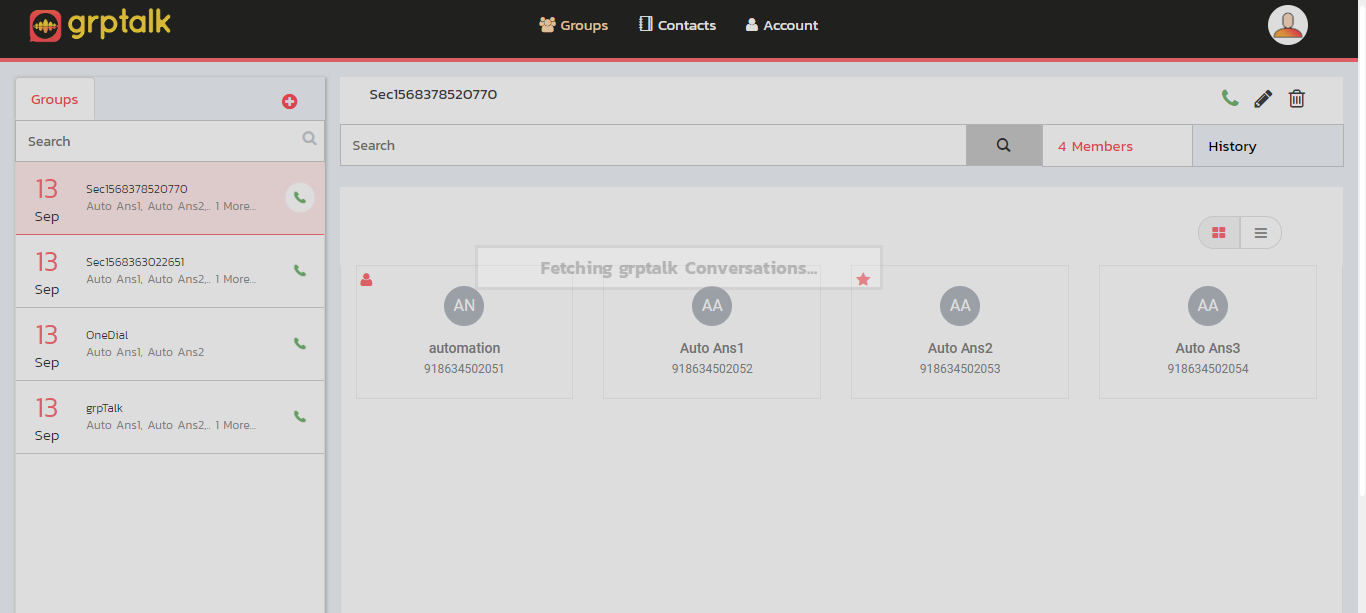 grptalk
Groups Contacts Account
Groups
Search
13 Sep
Sec1568378520770
Auto Ans1, Auto Ans2,.. 1 More...
13 Sep
Sec1568363022651
Auto Ans1, Auto Ans2,.. 1 More...
13 Sep
OneDial
Auto Ans1, Auto Ans2
13 Sep
grpTalk
Auto Ans1, Auto Ans2,.. 1 More...
Sec1568378520770
Search
4 Members
History
Fetching grptalk Conversations...
AN
automation
918634502051
AA
Auto Ans1
918634502052
AA
Auto Ans2
918634502053
AA
Auto Ans3
918634502054